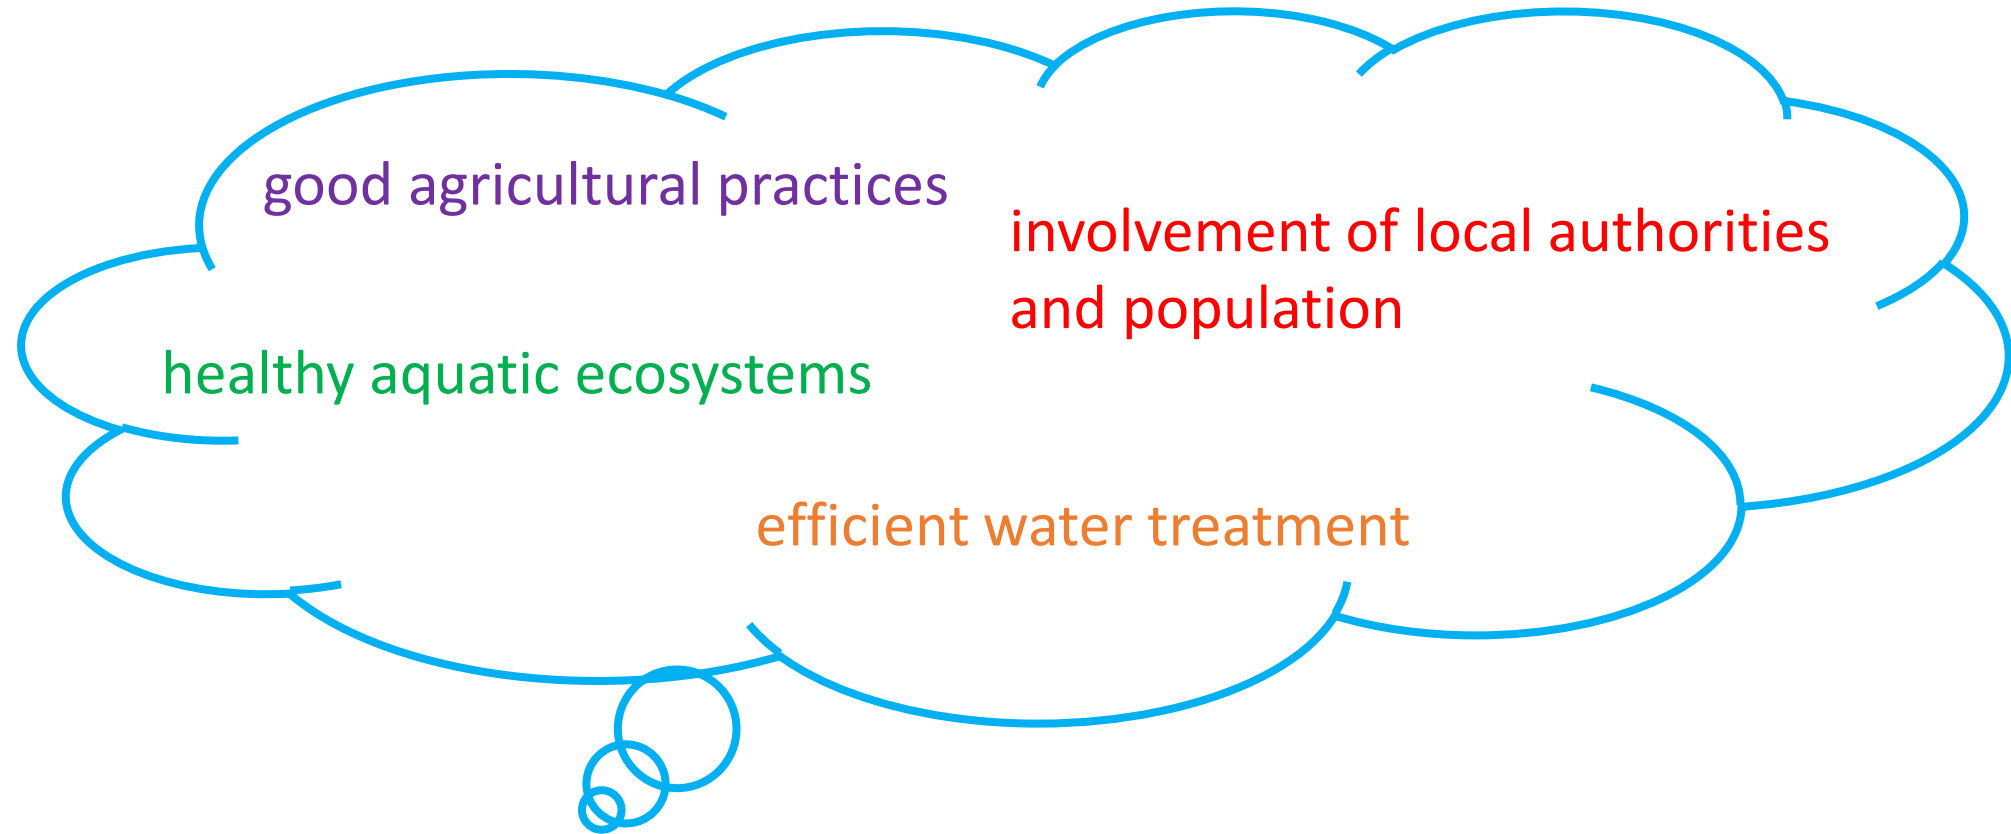 good agricultural practices
involvement of local authorities
and population
healthy aquatic ecosystems
efficient water treatment